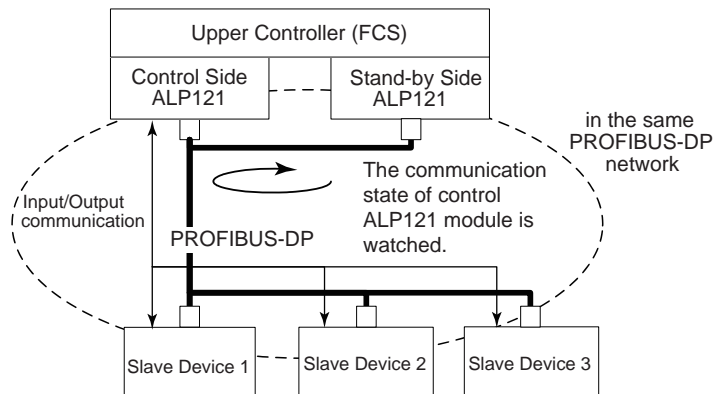 Upper Controller (FCS)
Control Side
ALP121
Stand-by Side
ALP121
in the same
PROFIBUS-DP
network
The communication
state of control
ALP121 module is
watched.
Input/Output
communication
PROFIBUS-DP
Slave Device 1
Slave Device 2
Slave Device 3